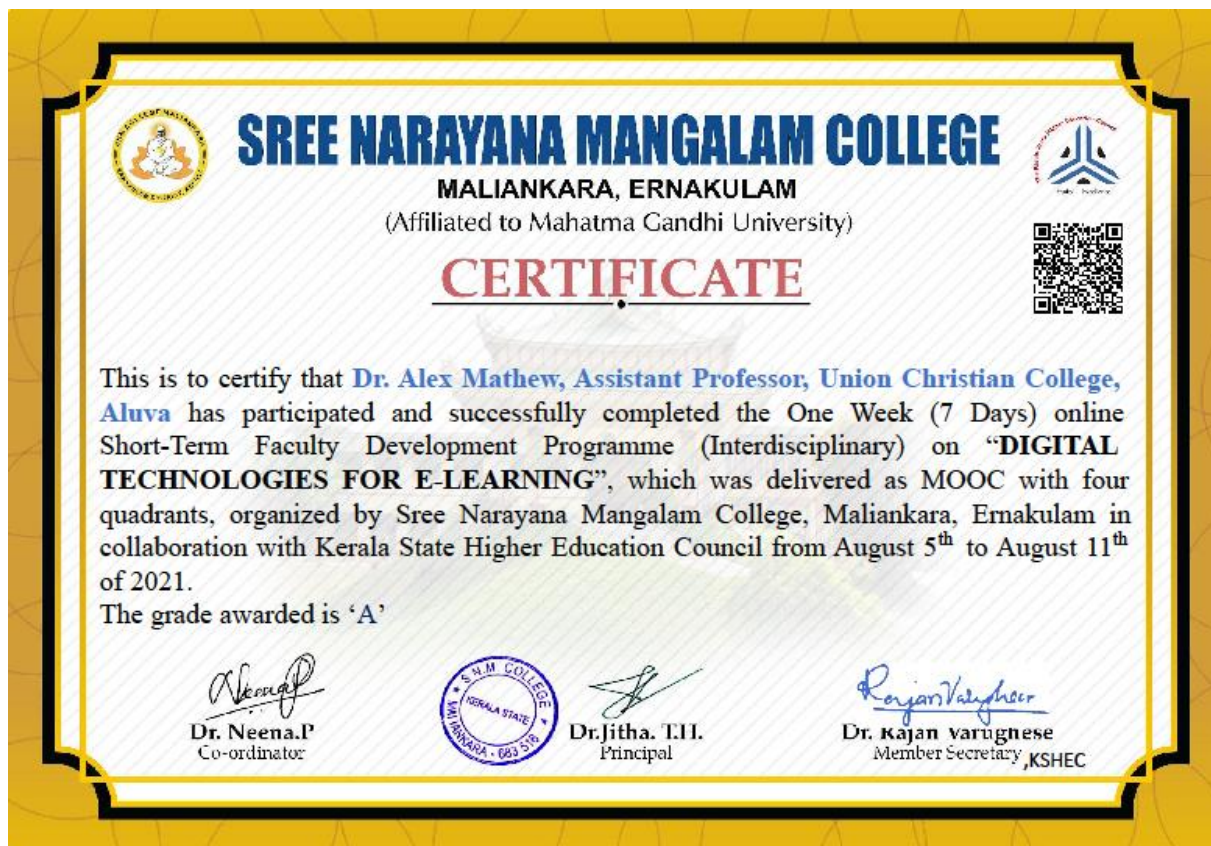 SREE NARAYANA MANGALAM COLLEGE
MALIANKARA, ERNAKULAM
(Affiliated to Mahatma Gandhi University)
CERTIFICATE
This is to certify that Dr. Alex Mathew, Assistant Professor, Union Christian College,
Aluva has participated and successfully completed the One Week (7 Days) online
Short-Term Faculty Development Programme (Interdisciplinary) on “DIGITAL
TECHNOLOGIES FOR E-LEARNING”, which was delivered as MOOC with four
quadrants, organized by Sree Narayana Mangalam College, Maliankara, Ernakulam in
collaboration with Kerala State Higher Education Council from August 5th to August 11th
of 2021.
The grade awarded is ‘A’
S.N.M COLLEGE
KERALA STATE
MALIANKARA - 683 516
Dr. Neena.P
Co-ordinator
Dr.Jitha. T.H.
Principal
Rajan Varughese
Dr. Rajan Varughese
Member Secretary ,KSHEC